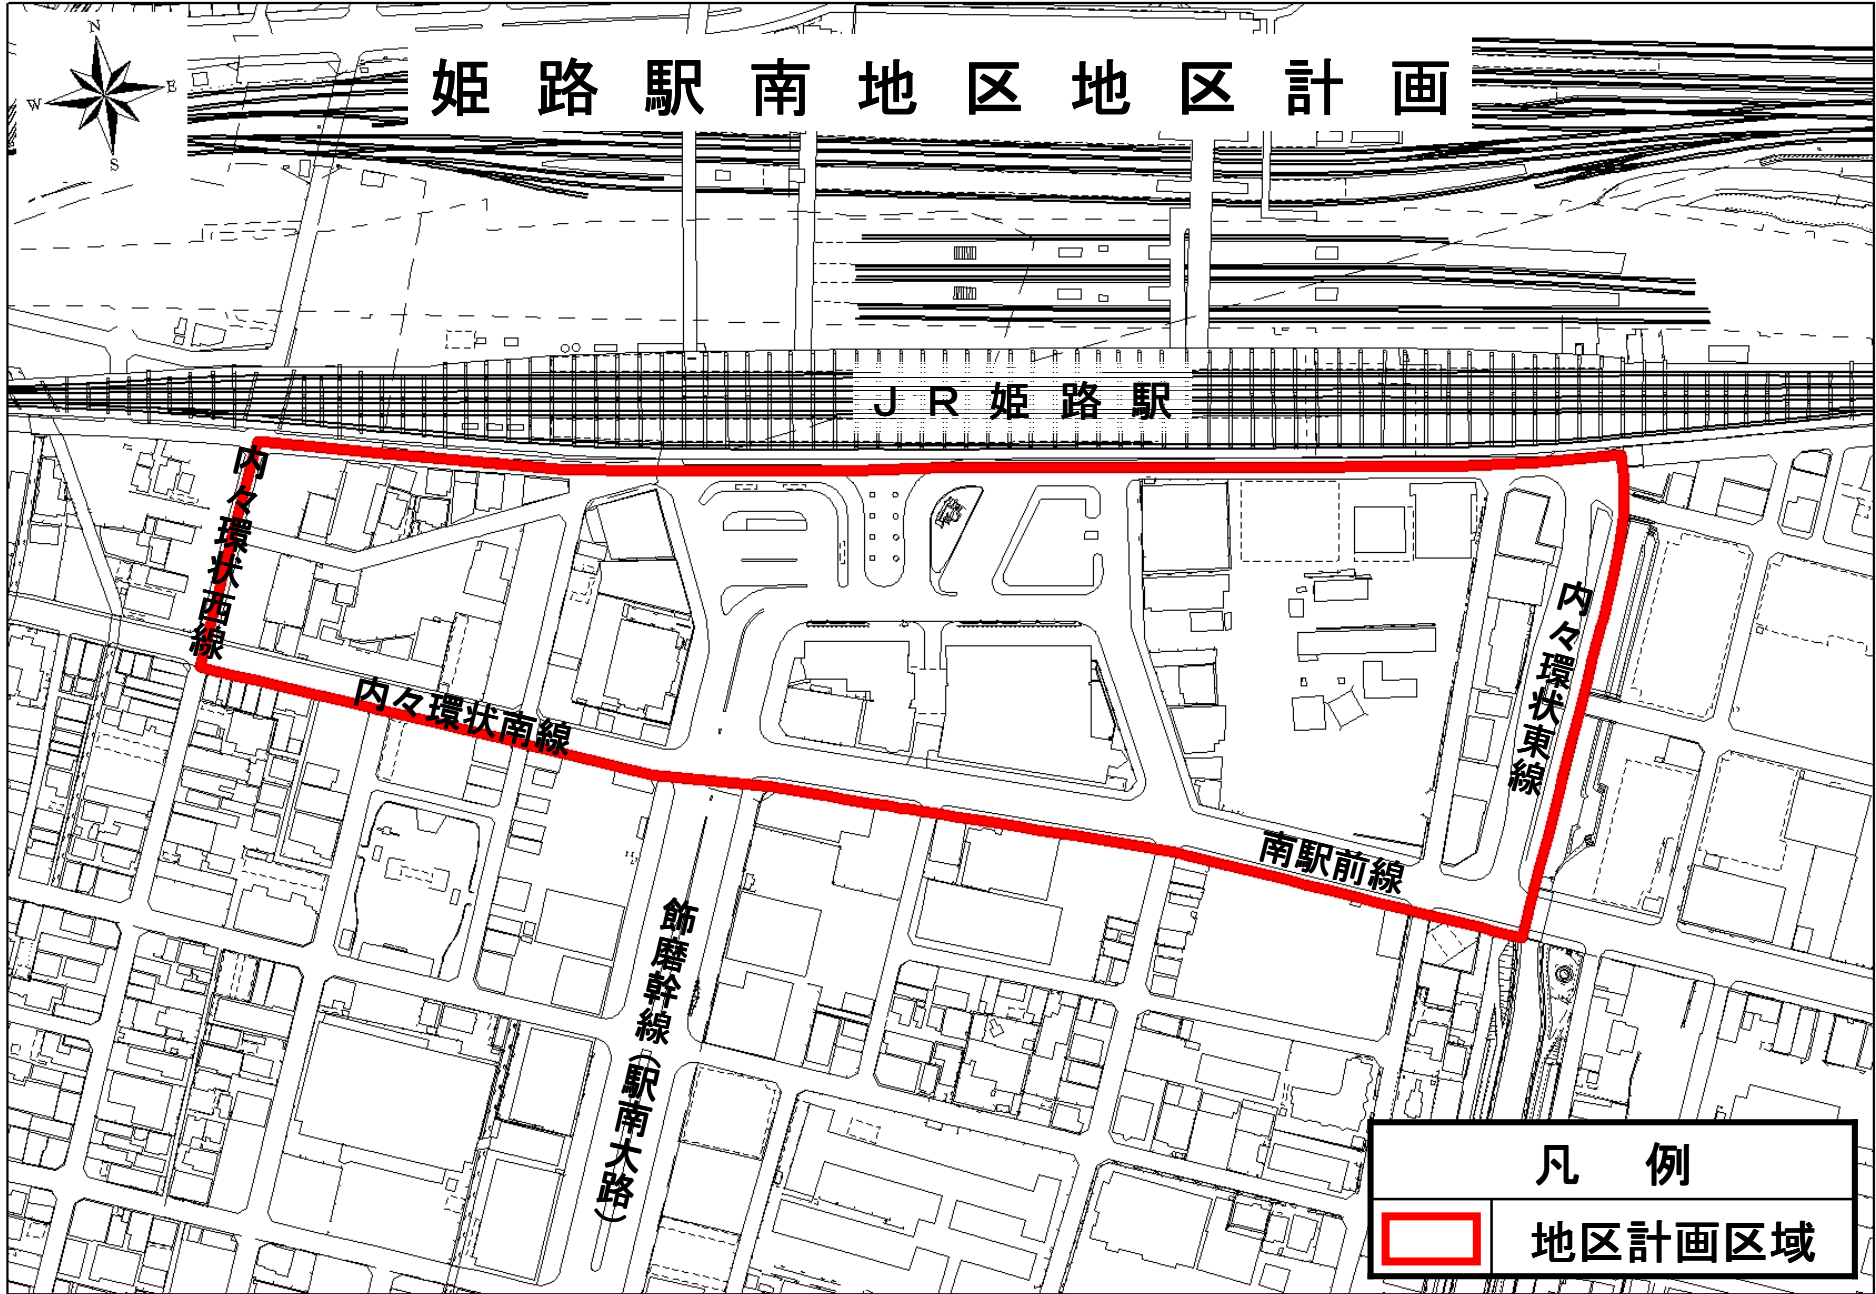 N
W
E
S
姫路駅南地区地区計画
JR姫路駅
内々環状西線
内々環状南線
内々環状東線
南駅前線
飾磨幹線(駅南大路)
凡例
地区計画区域